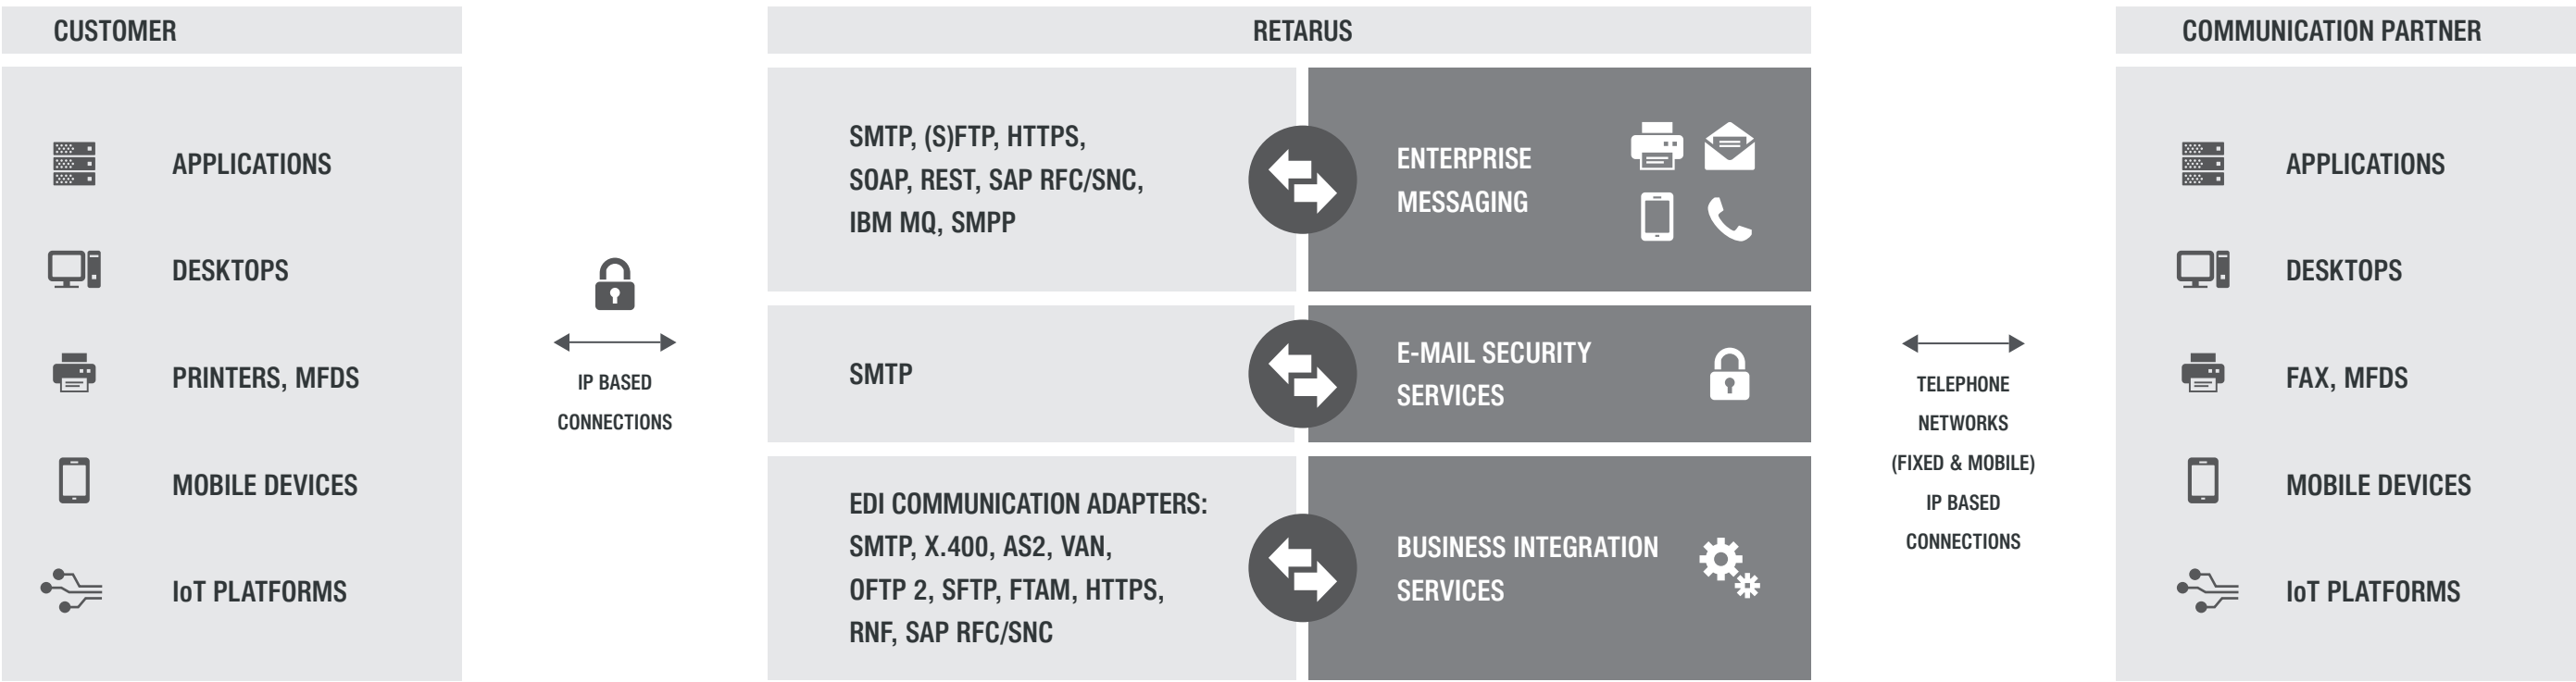 CUSTOMER
APPLICATIONS
DESKTOPS
PRINTERS, MFDS
MOBILE DEVICES
IoT PLATFORMS
IP BASED
CONNECTIONS
RETARUS
SMTP, (S)FTP, HTTPS,
SOAP, REST, SAP RFC/SNC,
IBM MQ, SMPP
ENTERPRISE
MESSAGING
SMTP
E-MAIL SECURITY
SERVICES
EDI COMMUNICATION ADAPTERS:
SMTP, X.400, AS2, VAN,
OFTP 2, SFTP, FTAM, HTTPS,
RNF, SAP RFC/SNC
BUSINESS INTEGRATION
SERVICES
TELEPHONE
NETWORKS
(FIXED & MOBILE)
IP BASED
CONNECTIONS
COMMUNICATION PARTNER
APPLICATIONS
DESKTOPS
FAX, MFDS
MOBILE DEVICES
IoT PLATFORMS